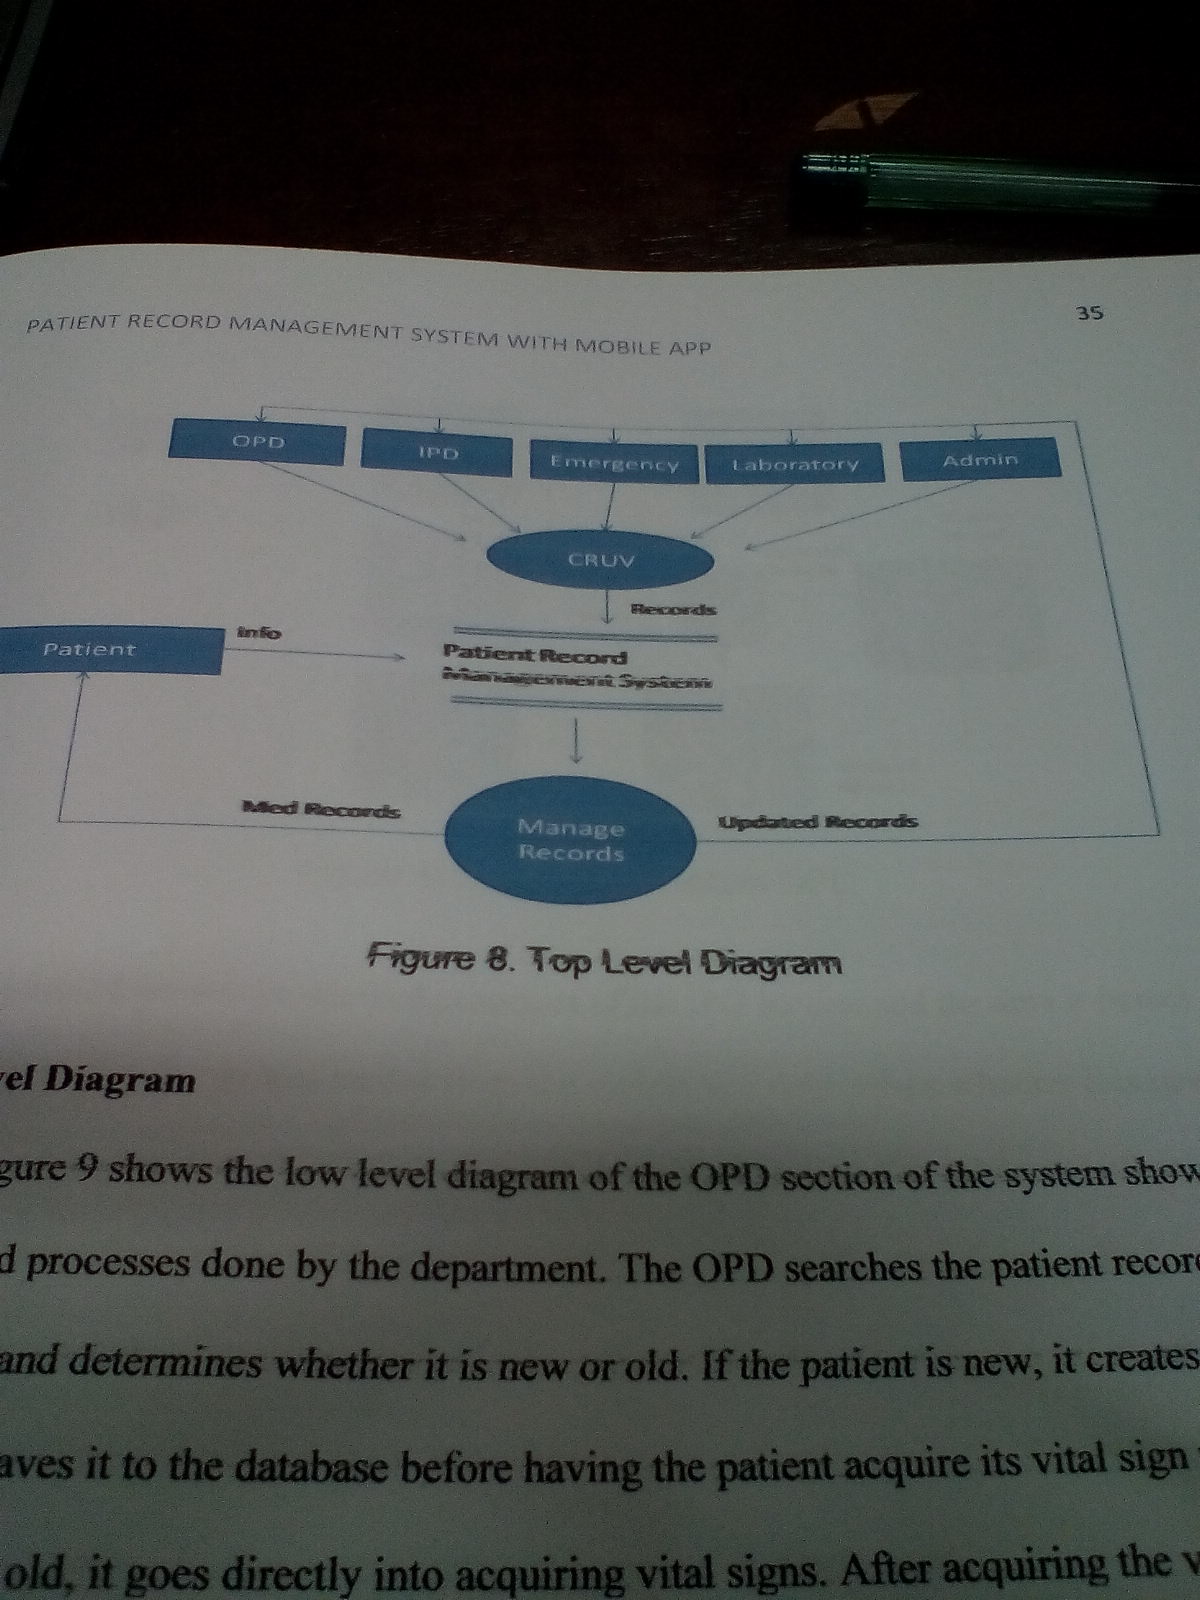 35
PATIENT RECORD MANAGEMENT SYSTEM WITH MOBILE APP
OPD
IPD
Emergency
Laboratory
Admin
CRUV
Records
Info
Patient
Patient Record
Management System
Med Records
Manage
Records
Updated Records
Figure 8. Top Level Diagram
vel Diagram
gure 9 shows the low level diagram of the OPD section of the system show
d processes done by the department. The OPD searches the patient recor
and determines whether it is new or old. If the patient is new, it creates
aves it to the database before having the patient acquire its vital sign
old, it goes directly into acquiring vital signs. After acquiring the v